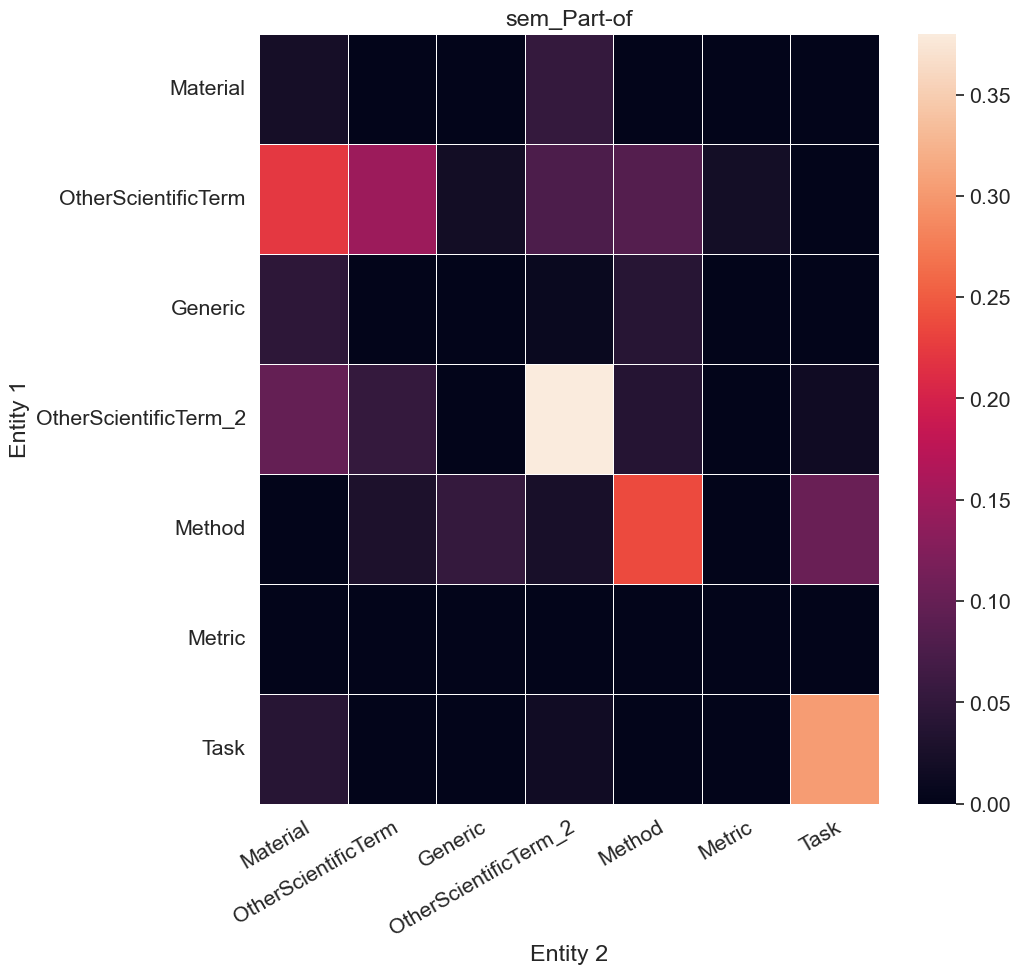 sem_Part-of
Material
OtherScientificTerm
Generic
OtherScientificTerm_2
Method
Metric
Task
Entity 1
Material
OtherScientificTerm
Generic
OtherScientificTerm_2
Method
Metric
Task
Entity 2
0.35
0.30
0.25
0.20
0.15
0.10
0.05
0.00